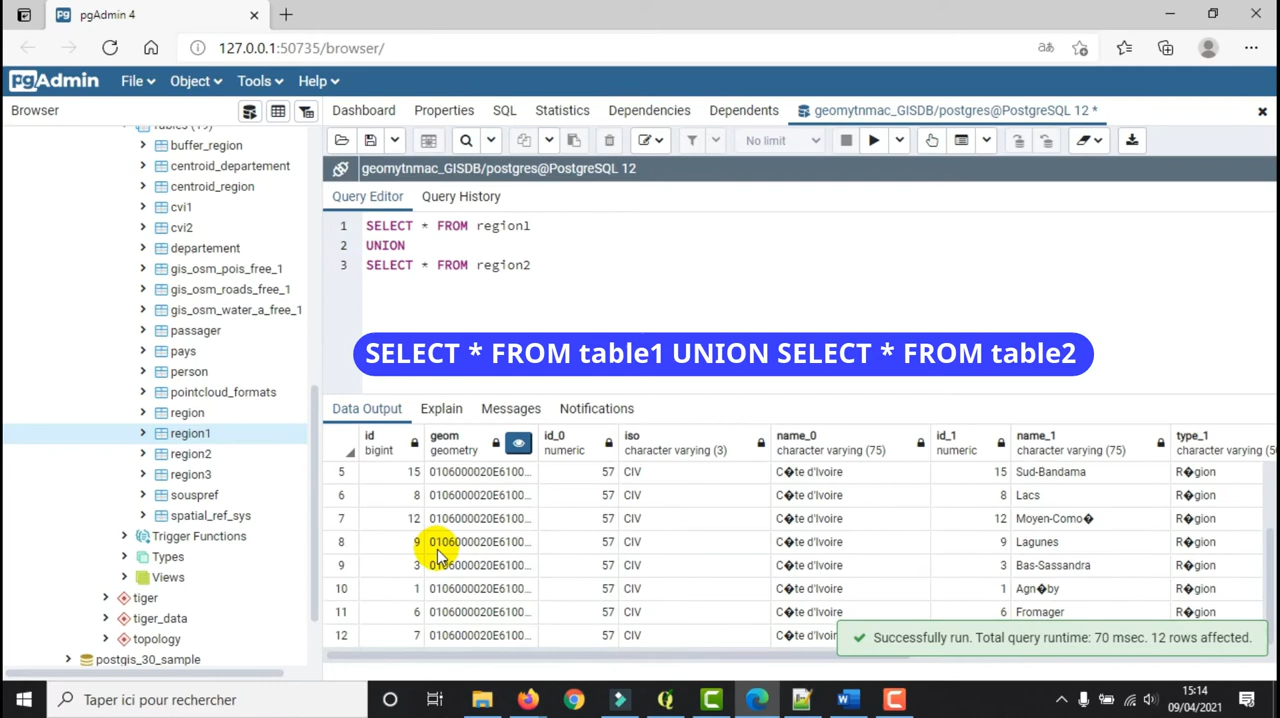 pgAdmin 4
127.0.0.1:50735/browser/
pgAdmin File Object Tools Help
Browser
Dashboard Properties SQL Statistics Dependencies Dependents geomytnmac_GISDB/postgres@PostgreSQL 12 *
No limit
geomytnmac_GISDB/postgres@PostgreSQL 12
Query Editor Query History
1 SELECT * FROM region1
2 UNION
3 SELECT * FROM region2
SELECT * FROM table1 UNION SELECT * FROM table2
Tables (19)
buffer_region
centroid_departement
centroid_region
cvi1
cvi2
departement
gis_osm_pois_free_1
gis_osm_roads_free_1
gis_osm_water_a_free_1
passager
pays
person
pointcloud_formats
region
region1
region2
region3
souspref
spatial_ref_sys
Trigger Functions
Types
Views
tiger
tiger_data
topology
postgis_30_sample
Data Output Explain Messages Notifications
id geom id_0 iso name_0 id_1 name_1 type_1
bigint geometry numeric character varying (3) character varying (75) numeric character varying (75) character varying (50
5 15 0106000020E6100... 57 CIV C�te d'Ivoire 15 Sud-Bandama R�gion
6 8 0106000020E6100... 57 CIV C�te d'Ivoire 8 Lacs R�gion
7 12 0106000020E6100... 57 CIV C�te d'Ivoire 12 Moyen-Como� R�gion
8 9 0106000020E6100... 57 CIV C�te d'Ivoire 9 Lagunes R�gion
9 3 0106000020E6100... 57 CIV C�te d'Ivoire 3 Bas-Sassandra R�gion
10 1 0106000020E6100... 57 CIV C�te d'Ivoire 1 Agn�by R�gion
11 6 0106000020E6100... 57 CIV C�te d'Ivoire 6 Fromager R�gion
12 7 0106000020E6100... 57 CIV C�te d'Ivoire
Successfully run. Total query runtime: 70 msec. 12 rows affected.
Taper ici pour rechercher
15:14
09/04/2021